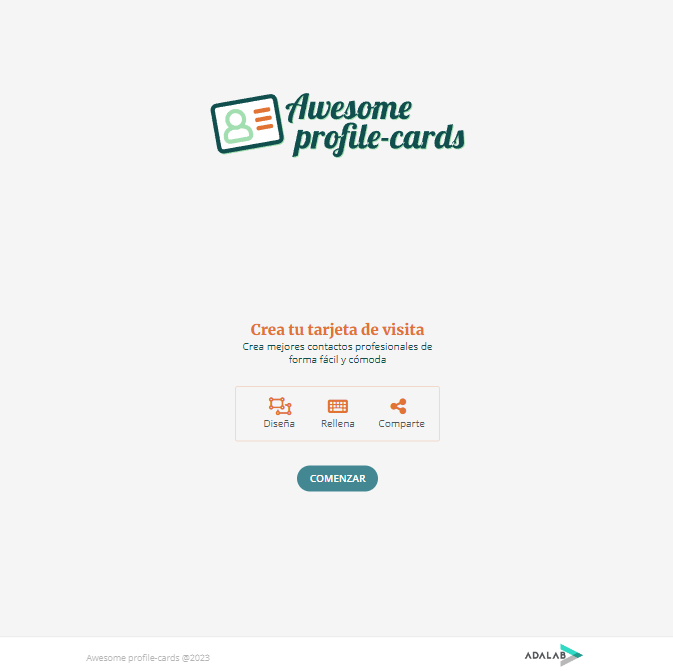 Awesome
profile-cards
Crea tu tarjeta de visita
Crea mejores contactos profesionales de
forma fácil y cómoda
Diseña Rellena Comparte
COMENZAR
Awesome profile-cards @2023
ADALAB